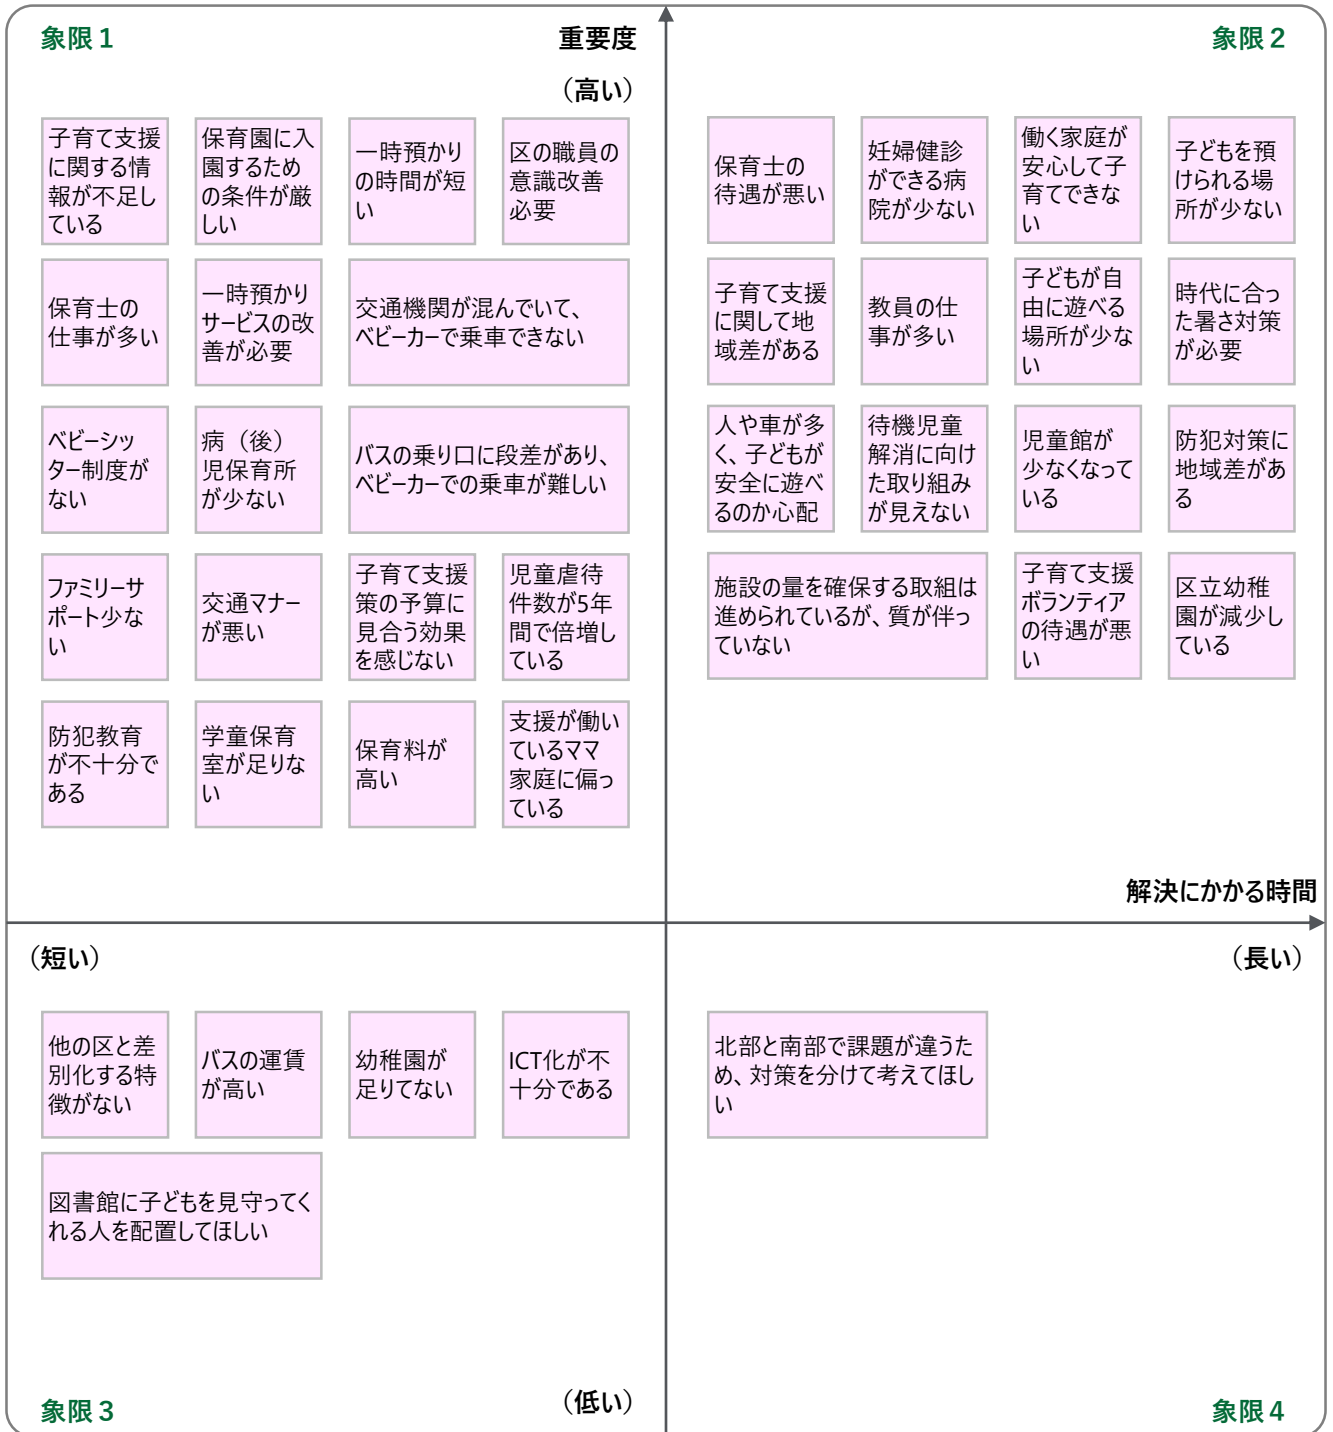 象限１
重要度
象限２
（高い）
子育て支援
に関する情
報が不足し
ている
保育園に入
園するため
の条件が厳
しい
一時預かり
の時間が短
い
区の職員の
意識改善
必要
保育士の
待遇が悪い
妊婦健診
ができる病
院が少ない
働く家庭が
安心して子
育てできな
い
子どもを預
けられる場
所が少ない
保育士の
仕事が多い
一時預かり
サービスの改
善が必要
交通機関が混んでいて、
ベビーカーで乗車できない
子育て支援
に関して地
域差がある
教員の仕
事が多い
子どもが自
由に遊べる
場所が少な
い
時代に合っ
た暑さ対策
が必要
ベビーシッ
ター制度が
ない
病（後）
児保育所
が少ない
バスの乗り口に段差があり、
ベビーカーでの乗車が難しい
人や車が多
く、子どもが
安全に遊べ
るのか心配
待機児童
解消に向け
た取り組み
が見えない
児童館が
少なくなって
いる
防犯対策に
地域差があ
る
ファミリーサ
ポート少な
い
交通マナー
が悪い
子育て支援
策の予算に
見合う効果
を感じない
児童虐待
件数が5年
間で倍増し
ている
施設の量を確保する取組は
進められているが、質が伴っ
ていない
子育て支援
ボランティア
の待遇が悪
い
区立幼稚
園が減少し
ている
防犯教育
が不十分で
ある
学童保育
室が足りな
い
保育料が
高い
支援が働い
ているママ
家庭に偏っ
ている
解決にかかる時間
（短い）
（長い）
他の区と差
別化する特
徴がない
バスの運賃
が高い
幼稚園が
足りてない
ICT化が不
十分である
北部と南部で課題が違うた
め、対策を分けて考えてほし
い
図書館に子どもを見守ってく
れる人を配置してほしい
象限３
（低い）
象限４